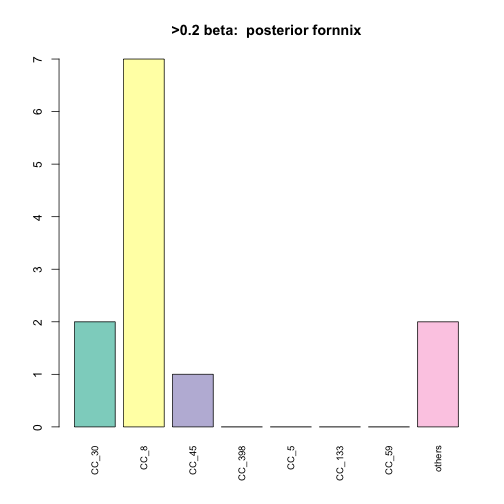 >0.2 beta:  posterior fornnix
7
6
5
4
3
2
1
0
CC_30
CC_8
CC_45
CC_398
CC_5
CC_133
CC_59
others